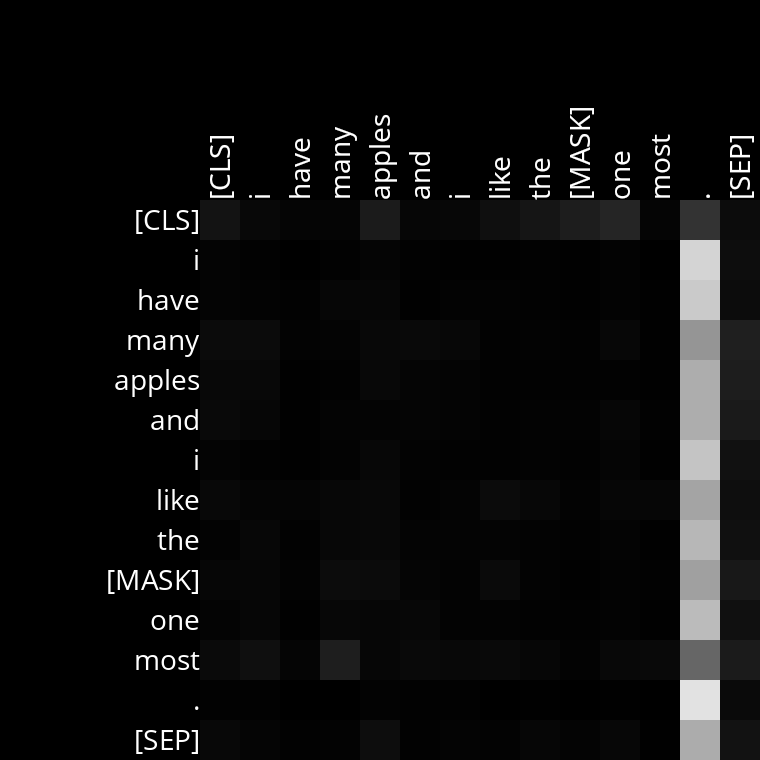 [CLS] i have many apples and i like the [MASK] one most . [SEP]
[CLS]
i
have
many
apples
and
i
like
the
[MASK]
one
most
.
[SEP]